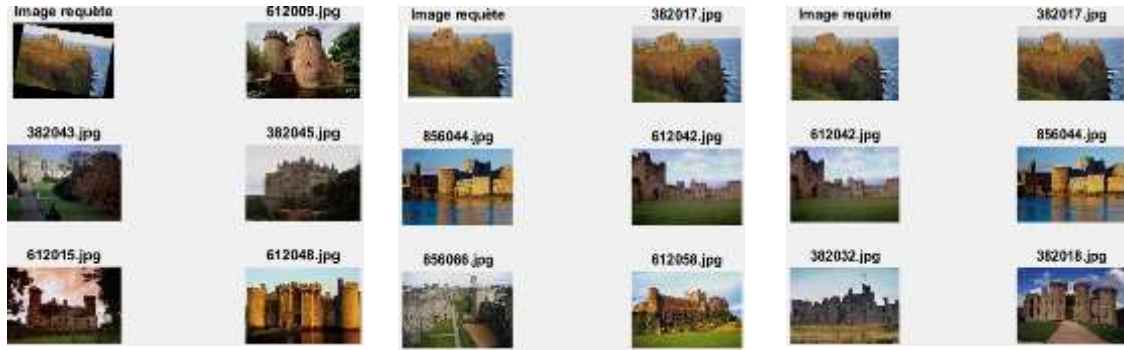 Image requête 612009.jpg
382043.jpg 382045.jpg
612015.jpg 612048.jpg
Image requête 382017.jpg
856044.jpg 612042.jpg
856066.jpg 612058.jpg
Image requête 382017.jpg
612042.jpg 856044.jpg
382032.jpg 382018.jpg